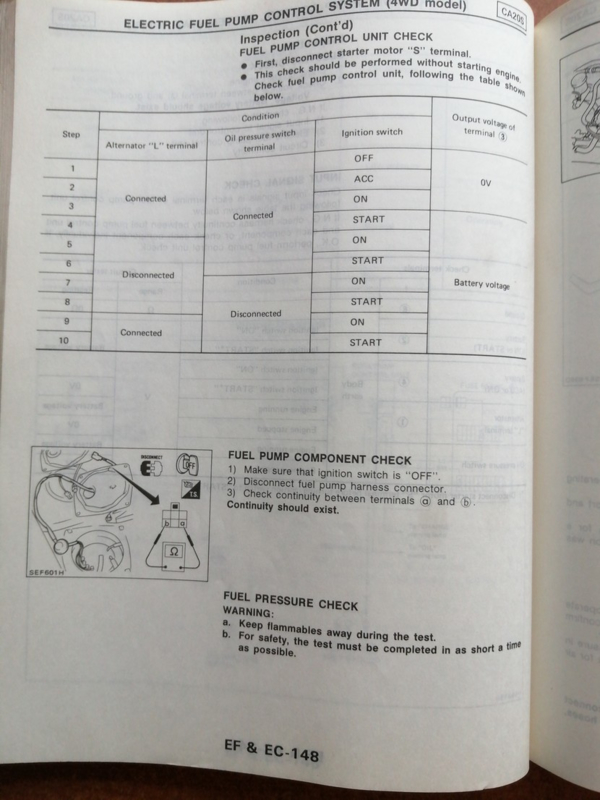 ELECTRIC FUEL PUMP CONTROL SYSTEM (4WD model)
CA20S
Inspection (Cont'd)
FUEL PUMP CONTROL UNIT CHECK
● First, disconnect starter motor "S" terminal.
● This check should be performed without starting engine.
Check fuel pump control unit, following the table shown
below.
Step
Condition
Output voltage of
terminal ③
Alternator "L" terminal
Oil pressure switch
terminal
Ignition switch
1
OFF
2
ACC
0V
3
Connected
Connected
ON
4
START
5
ON
6
START
7
Disconnected
ON
Battery voltage
8
Disconnected
START
9
Connected
ON
10
START
DISCONNECT
OFF
T.S.
b a
Ω
SEF601H
FUEL PUMP COMPONENT CHECK
1) Make sure that ignition switch is "OFF".
2) Disconnect fuel pump harness connector.
3) Check continuity between terminals ⓐ and ⓑ.
Continuity should exist.
FUEL PRESSURE CHECK
WARNING:
a. Keep flammables away during the test.
b. For safety, the test must be completed in as short a time
as possible.
EF & EC-148